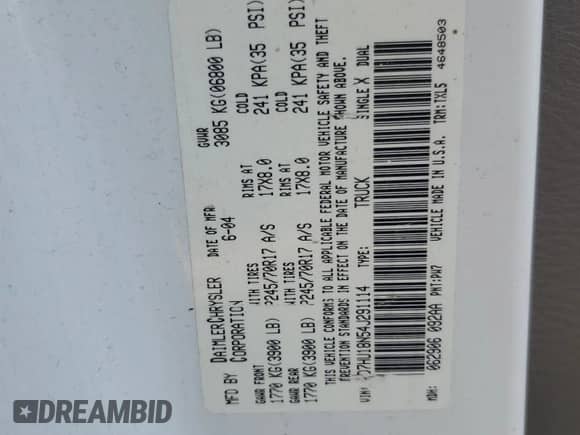 MFD BY DAIMLERCHRYSLER CORPORATION
DATE OF MFR 6-04
GVWR 3085 KG(06800 LB)
GAWR FRONT WITH TIRES RIMS AT COLD
1770 KG(3900 LB) P245/70R17 A/S 17X8.0 241 KPA(35 PSI)
GAWR REAR WITH TIRES RIMS AT COLD
1770 KG(3900 LB) P245/70R17 A/S 17X8.0 241 KPA(35 PSI)
THIS VEHICLE CONFORMS TO ALL APPLICABLE FEDERAL MOTOR VEHICLE SAFETY AND THEFT
PREVENTION STANDARDS IN EFFECT ON THE DATE OF MANUFACTURE SHOWN ABOVE.
VIN: D7HU18N54J291114 TYPE: TRUCK SINGLE X DUAL
MDH: 062906 092AA PNT:PW7 VEHICLE MADE IN U.S.A. TRM:TXL5
4648503
DREAMBID